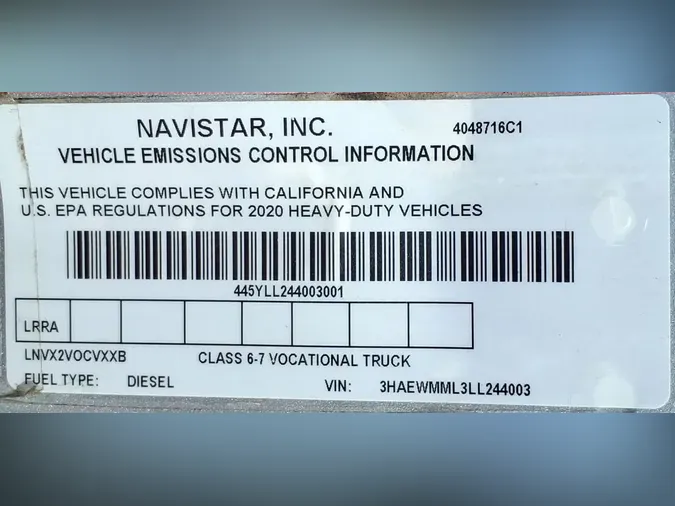 NAVISTAR, INC. 4048716C1
VEHICLE EMISSIONS CONTROL INFORMATION
THIS VEHICLE COMPLIES WITH CALIFORNIA AND
U.S. EPA REGULATIONS FOR 2020 HEAVY-DUTY VEHICLES
445YLL244003001
LRRA
LNVX2VOCVXXB CLASS 6-7 VOCATIONAL TRUCK
FUEL TYPE: DIESEL VIN: 3HAEWMML3LL244003